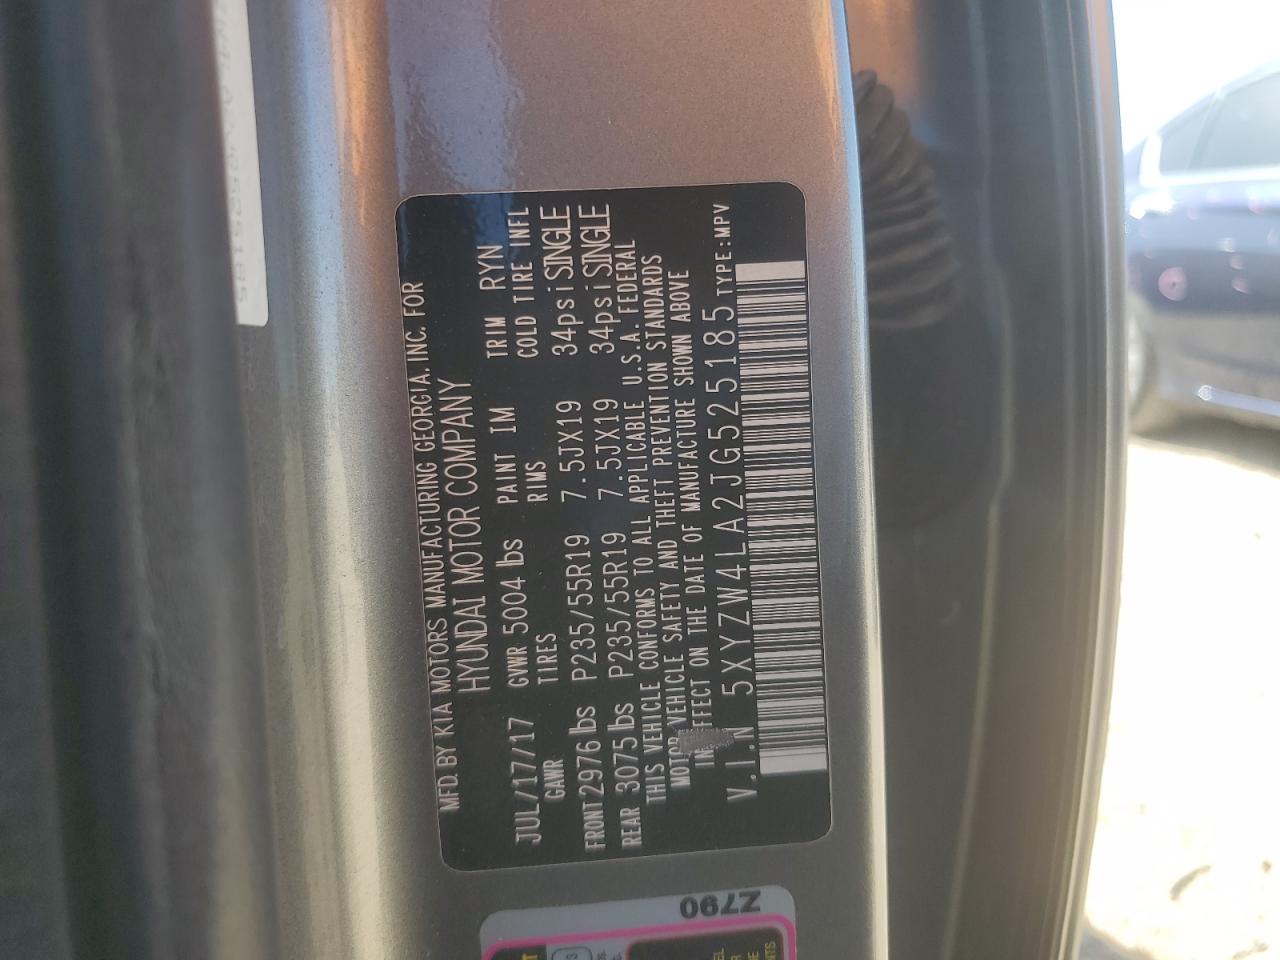 MFD. BY KIA MOTORS MANUFACTURING GEORGIA, INC. FOR
HYUNDAI MOTOR COMPANY
JUL/17/17 GVWR 5004 lbs PAINT IM TRIM RYN
GAWR TIRES RIMS COLD TIRE INFL
FRONT 2976 lbs P235/55R19 7.5JX19 34psi SINGLE
REAR 3075 lbs P235/55R19 7.5JX19 34psi SINGLE
THIS VEHICLE CONFORMS TO ALL APPLICABLE U.S.A. FEDERAL
MOTOR VEHICLE SAFETY AND THEFT PREVENTION STANDARDS
IN EFFECT ON THE DATE OF MANUFACTURE SHOWN ABOVE
V.I.N 5XYZW4LA2JG525185 TYPE:MPV
Z790